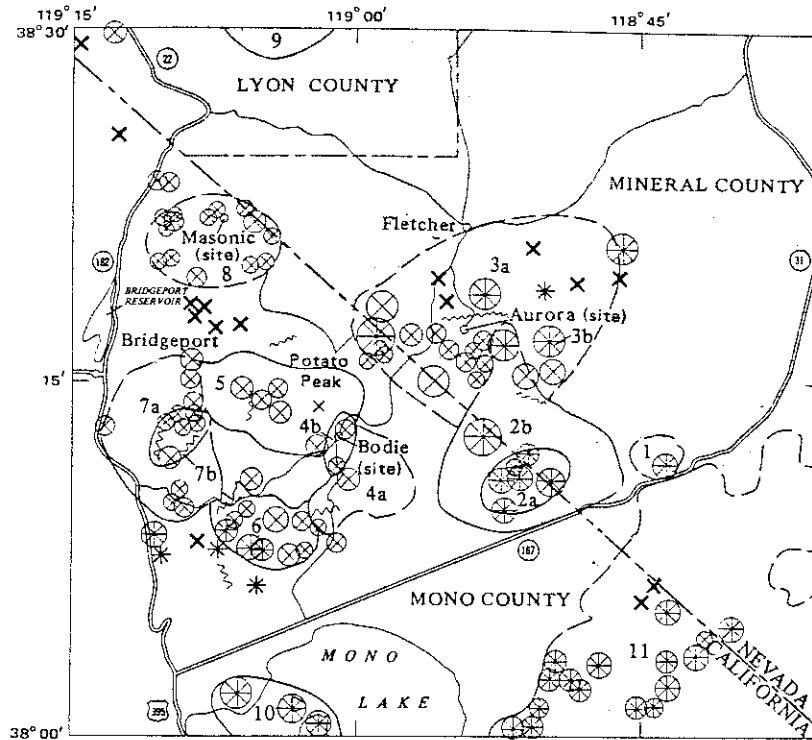 119° 15'
119° 00'
118° 45'
38° 30'
9
22
LYON COUNTY
MINERAL COUNTY
Fletcher
Masonic
(site)
8
182
31
3a
BRIDGEPORT
RESERVOIR
Aurora (site)
Bridgeport
3b
Potato
Peak
15'
5
7a
4b
2b
Bodie
(site)
1
7b
4a
2a
6
167
MONO COUNTY
MONO
LAKE
11
NEVADA
CALIFORNIA
10
395
38° 00'